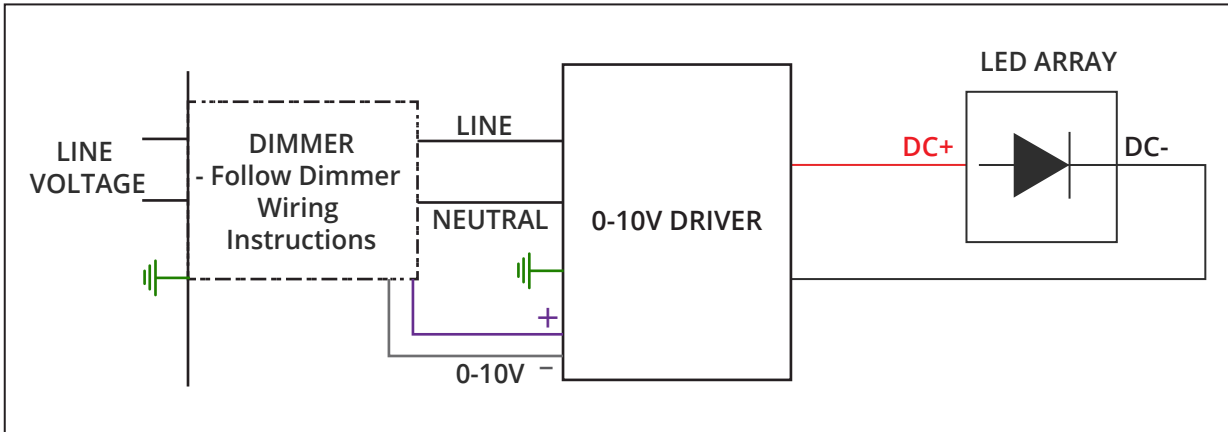 LINE
VOLTAGE
DIMMER
- Follow Dimmer
Wiring
Instructions
LINE
NEUTRAL
+
0-10V −
0-10V DRIVER
LED ARRAY
DC+
DC-